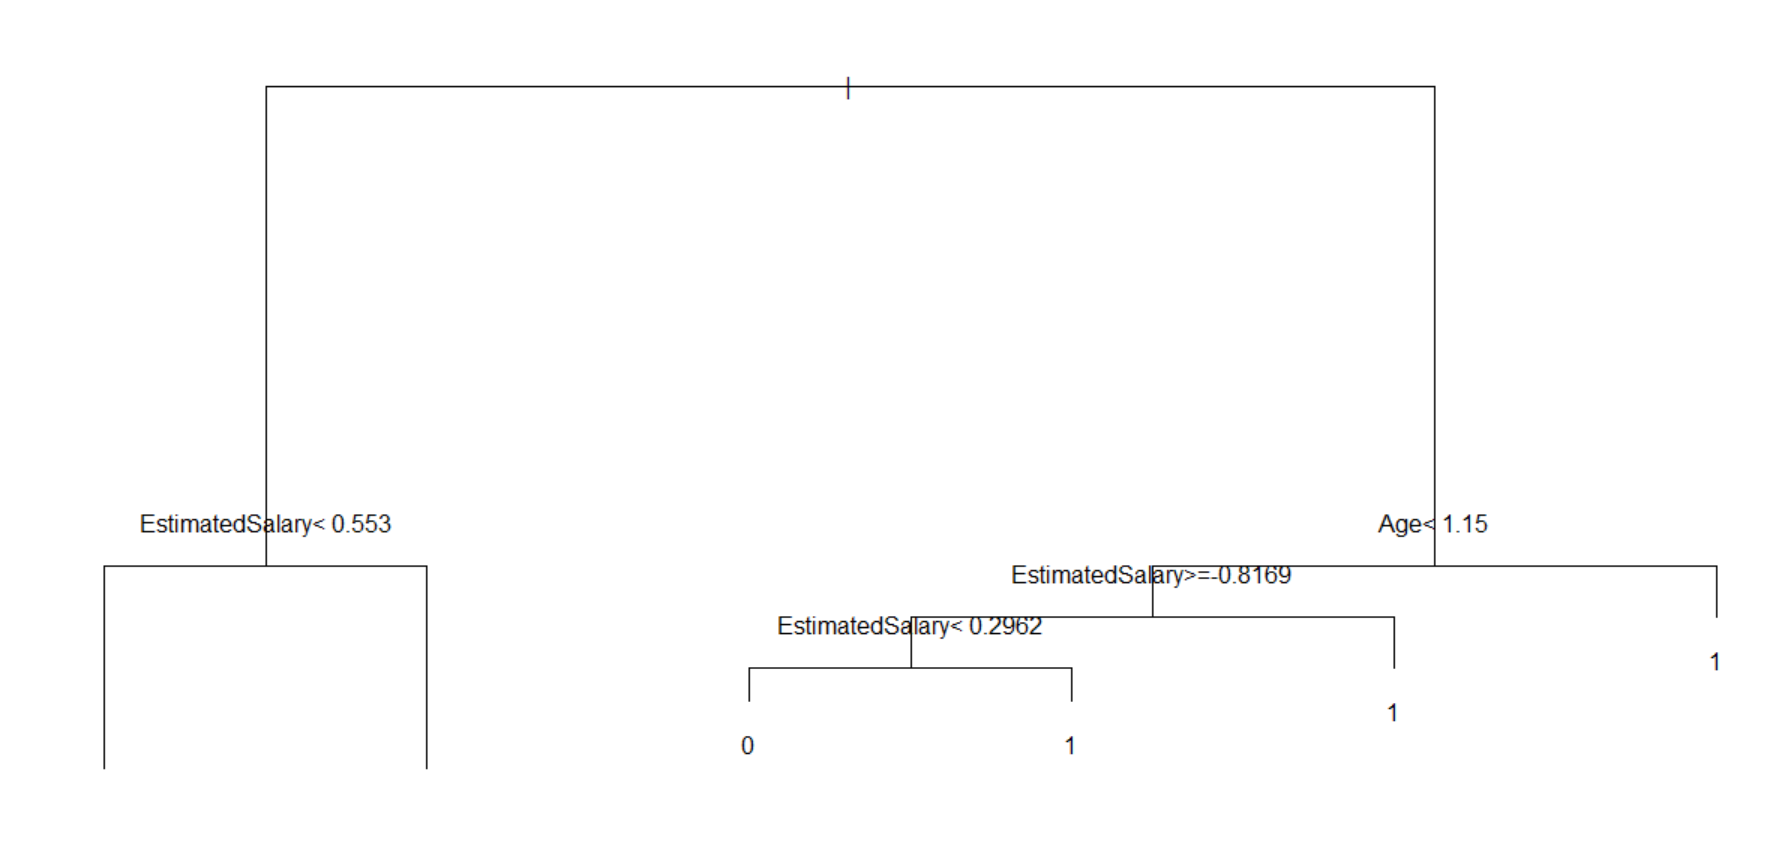 EstimatedSalary< 0.553
Age< 1.15
EstimatedSalary>=-0.8169
EstimatedSalary< 0.2962
1
1
0
1